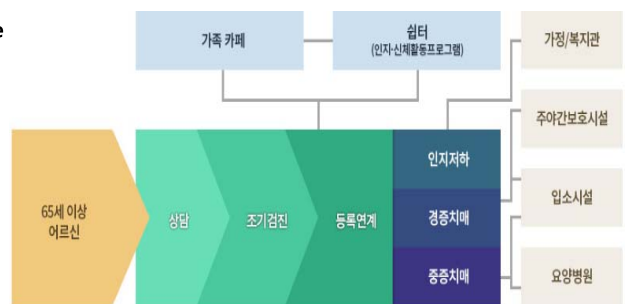 e
가족 카페
쉼터
(인지·신체활동프로그램)
가정/복지관
주야간보호시설
입소시설
요양병원
65세 이상
어르신
상담
조기검진
등록연계
인지저하
경증치매
중증치매